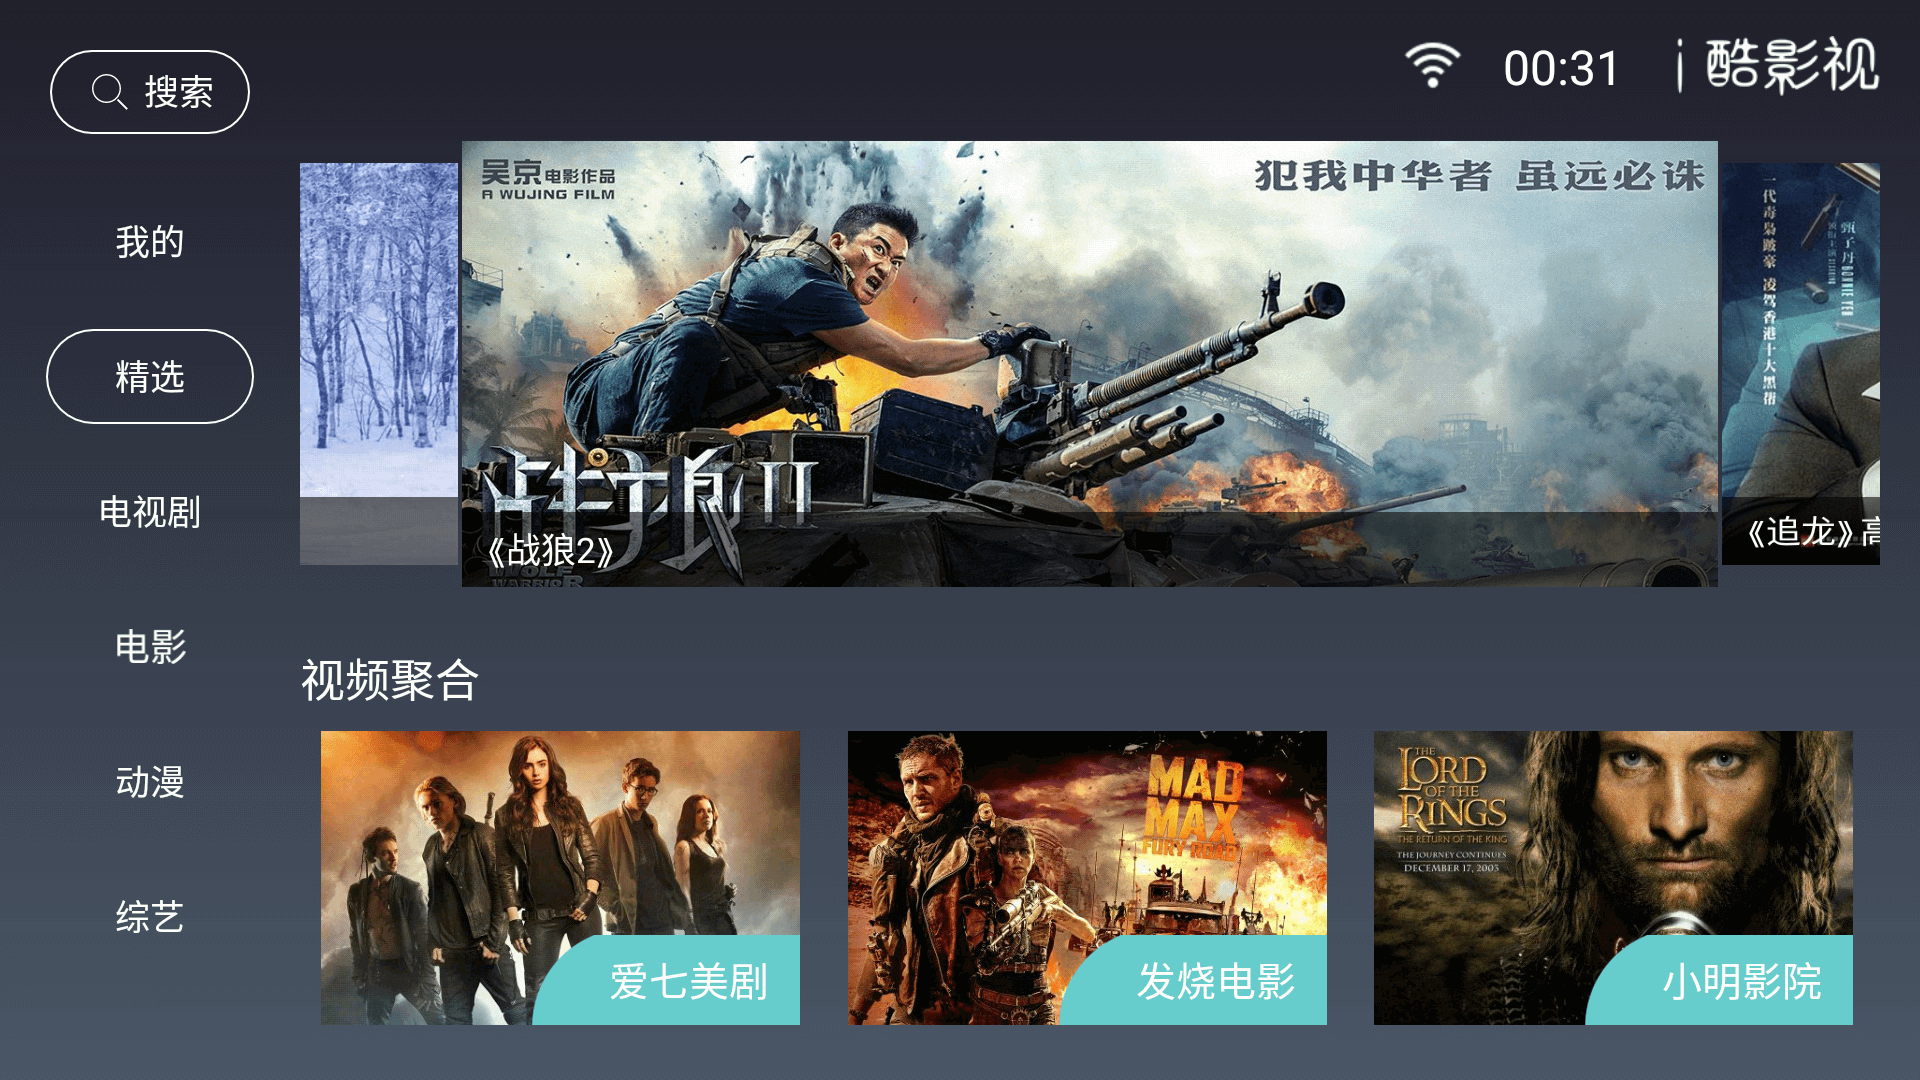 搜索
00:31
i 酷影视
我的
精选
电视剧
电影
动漫
综艺
吴京电影作品
A WUJING FILM
犯我中华者 虽远必诛
战狼II
《战狼2》
WOLF
WARRIOR
一代毒枭跛豪 凌驾香港十大黑帮
甄子丹
DONNIE YEN
《追龙》高
视频聚合
爱七美剧
MAD
MAX
FURY ROAD
发烧电影
THE
LORD
OF THE
RINGS
THE RETURN OF THE KING
THE JOURNEY CONTINUES
DECEMBER 17, 2003
小明影院